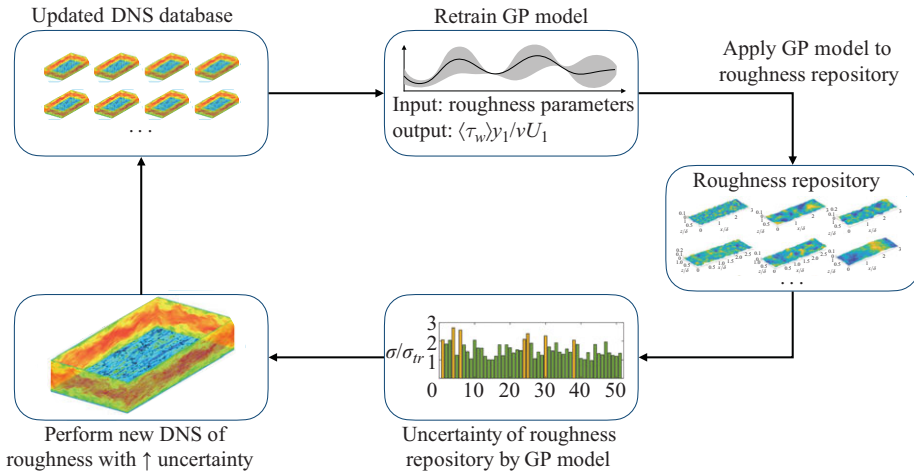 Updated DNS database
. . .
Retrain GP model
Input: roughness parameters
output: ⟨τw⟩y1/νU1
Apply GP model to
roughness repository
Roughness repository
. . .
σ/σtr
3
2
1
0
10 20 30 40 50
Uncertainty of roughness
repository by GP model
Perform new DNS of
roughness with ↑ uncertainty